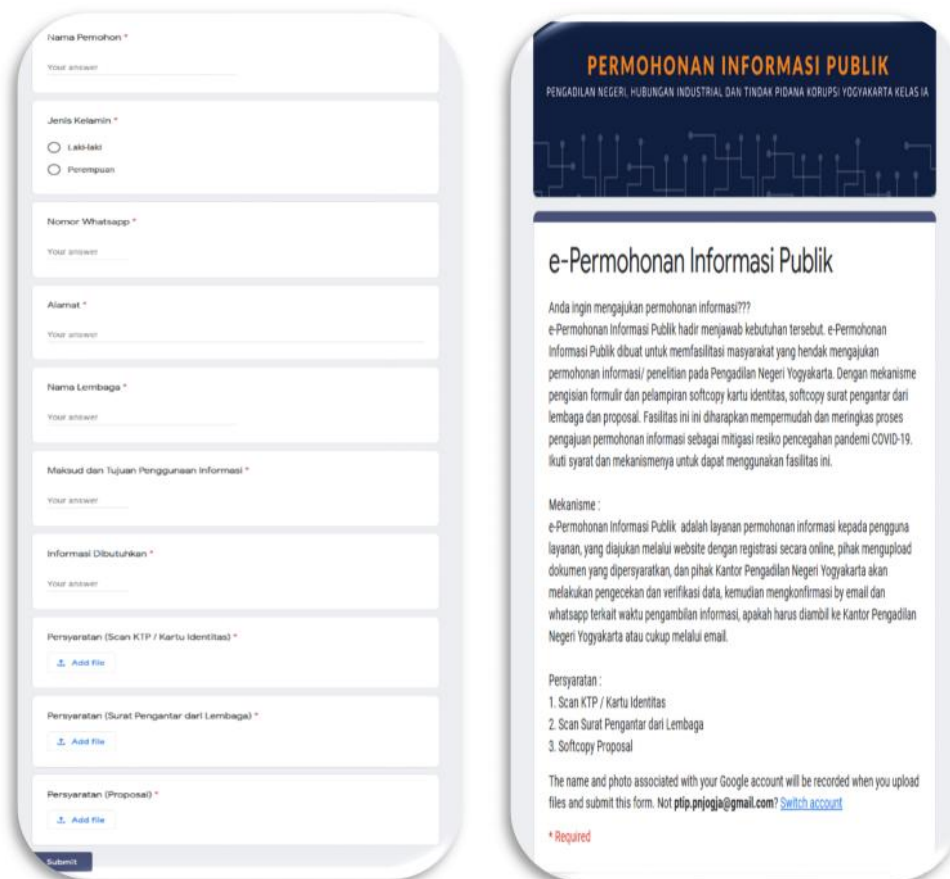 Nama Pemohon *
Your answer
Jenis Kelamin *
Laki-laki
Perempuan
Nomor Whatsapp *
Your answer
Alamat *
Your answer
Nama Lembaga *
Your answer
Maksud dan Tujuan Penggunaan Informasi *
Your answer
Informasi Dibutuhkan *
Your answer
Persyaratan (Scan KTP / Kartu Identitas) *
Add file
Persyaratan (Surat Pengantar dari Lembaga) *
Add file
Persyaratan (Proposal) *
Add file
Submit
PERMOHONAN INFORMASI PUBLIK
PENGADILAN NEGERI, HUBUNGAN INDUSTRIAL DAN TINDAK PIDANA KORUPSI YOGYAKARTA KELAS IA
e-Permohonan Informasi Publik
Anda ingin mengajukan permohonan informasi???
e-Permohonan Informasi Publik hadir menjawab kebutuhan tersebut. e-Permohonan
Informasi Publik dibuat untuk memfasilitasi masyarakat yang hendak mengajukan
permohonan informasi/ penelitian pada Pengadilan Negeri Yogyakarta. Dengan mekanisme
pengisian formulir dan pelampiran softcopy kartu identitas, softcopy surat pengantar dari
lembaga dan proposal. Fasilitas ini ini diharapkan mempermudah dan meringkas proses
pengajuan permohonan informasi sebagai mitigasi resiko pencegahan pandemi COVID-19.
Ikuti syarat dan mekanismenya untuk dapat menggunakan fasilitas ini.
Mekanisme :
e-Permohonan Informasi Publik adalah layanan permohonan informasi kepada pengguna
layanan, yang diajukan melalui website dengan registrasi secara online, pihak mengupload
dokumen yang dipersyaratkan, dan pihak Kantor Pengadilan Negeri Yogyakarta akan
melakukan pengecekan dan verifikasi data, kemudian mengkonfirmasi by email dan
whatsapp terkait waktu pengambilan informasi, apakah harus diambil ke Kantor Pengadilan
Negeri Yogyakarta atau cukup melalui email.
Persyaratan :
1. Scan KTP / Kartu Identitas
2. Scan Surat Pengantar dari Lembaga
3. Softcopy Proposal
The name and photo associated with your Google account will be recorded when you upload
files and submit this form. Not ptip.pnjogja@gmail.com? Switch account
* Required